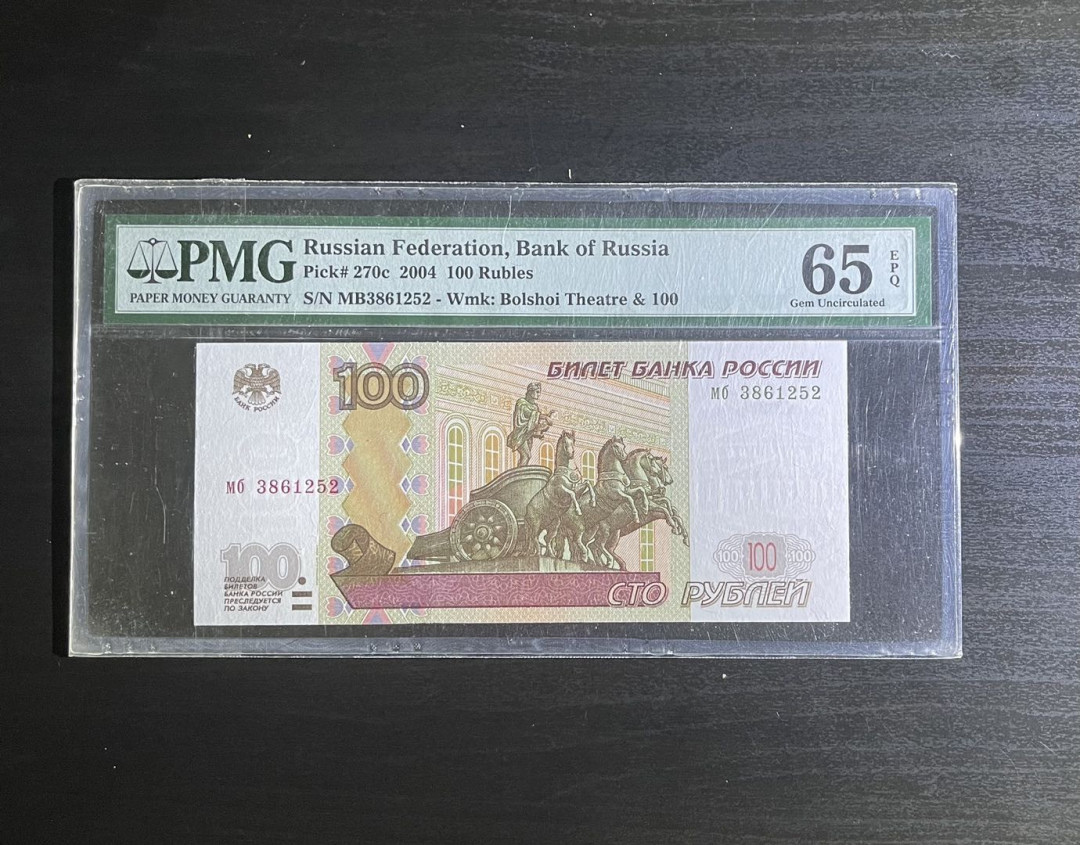 PMG
PAPER MONEY GUARANTY
Russian Federation, Bank of Russia
Pick# 270c 2004 100 Rubles
S/N MB3861252 - Wmk: Bolshoi Theatre & 100
65
EPQ
Gem Uncirculated
БАНК РОССИИ
100
БИЛЕТ БАНКА РОССИИ
мб 3861252
мб 3861252
100
ПОДДЕЛКА
БИЛЕТОВ
БАНКА РОССИИ
ПРЕСЛЕДУЕТСЯ
ПО ЗАКОНУ
100 100 100
СТО РУБЛЕЙ